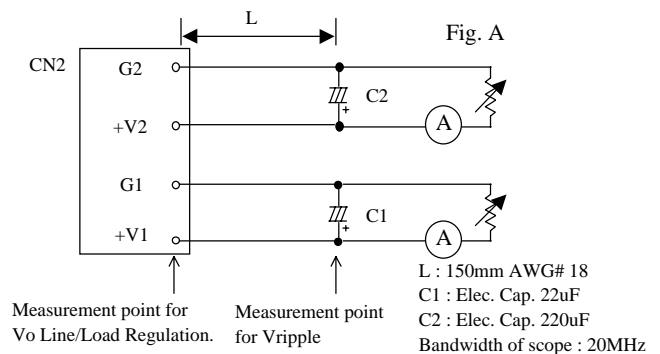 L
Fig. A
CN2
G2
C2
+
A
+V2
G1
C1
+
A
+V1
L : 150mm AWG# 18
C1 : Elec. Cap. 22uF
C2 : Elec. Cap. 220uF
Bandwidth of scope : 20MHz
Measurement point for
Vo Line/Load Regulation.
Measurement point
for Vripple